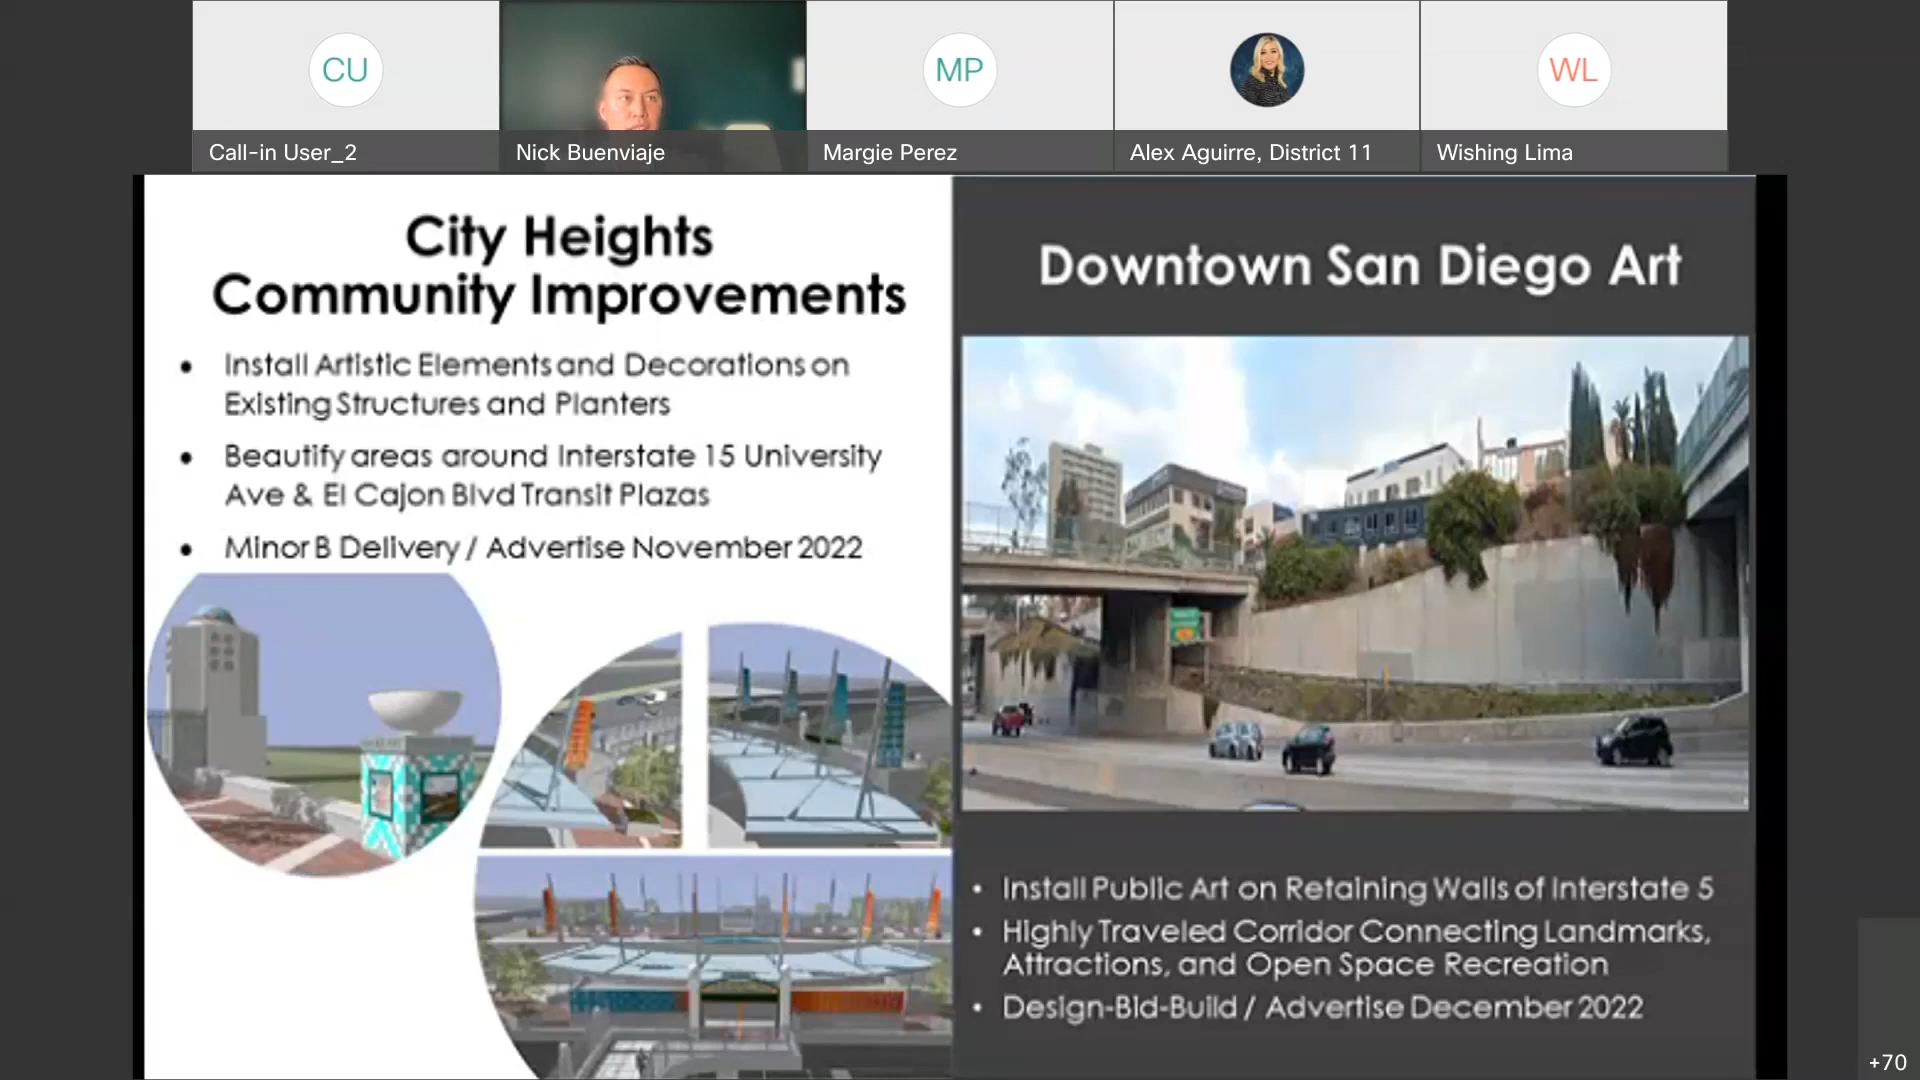 CU
MP
WL
Call-in User_2
Nick Buenviaje
Margie Perez
Alex Aguirre, District 11
Wishing Lima
City Heights
Community Improvements
• Install Artistic Elements and Decorations on
Existing Structures and Planters
• Beautify areas around Interstate 15 University
Ave & El Cajon Blvd Transit Plazas
• Minor B Delivery / Advertise November 2022
Downtown San Diego Art
• Install Public Art on Retaining Walls of Interstate 5
• Highly Traveled Corridor Connecting Landmarks,
Attractions, and Open Space Recreation
• Design-Bid-Build / Advertise December 2022
+70